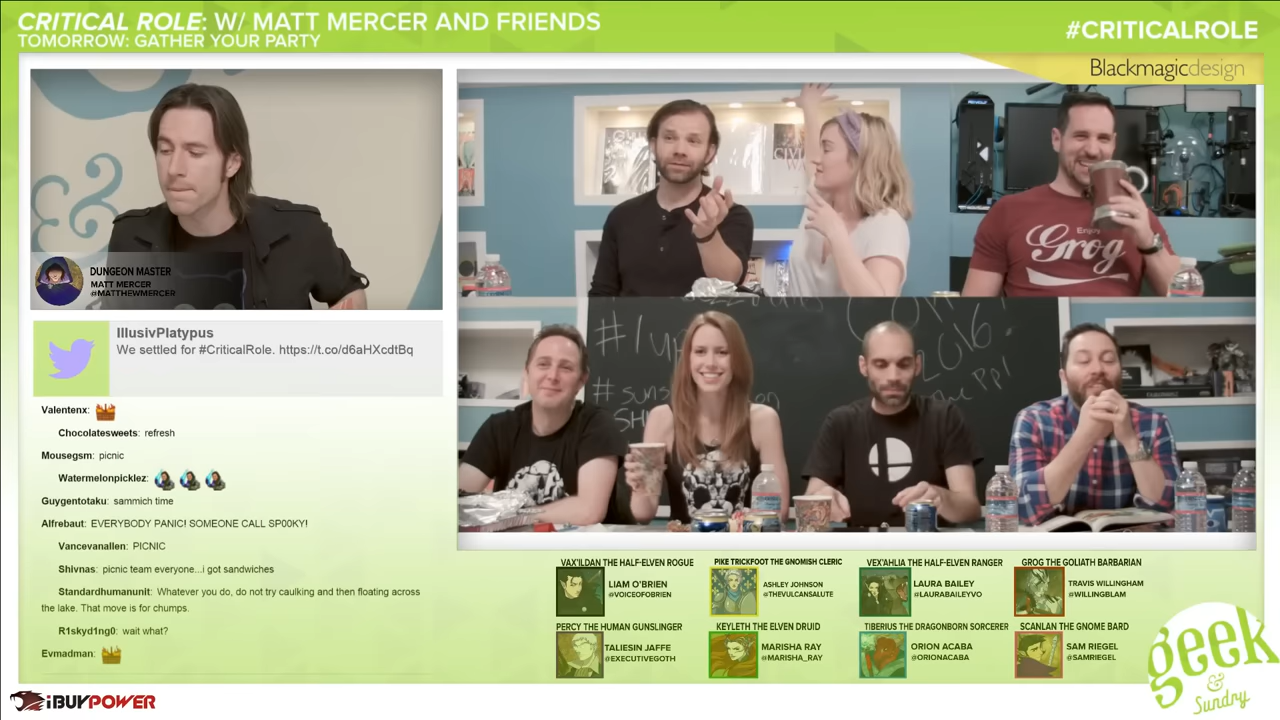 CRITICAL ROLE: W/ MATT MERCER AND FRIENDS
TOMORROW: GATHER YOUR PARTY
#CRITICALROLE
Blackmagicdesign
&
DUNGEON MASTER
MATT MERCER
@MATTHEWMERCER
Enjoy
Grog
IllusivPlatypus
We settled for #CriticalRole. https://t.co/d6aHXcdtBq
Valentenx:
Chocolatesweets: refresh
Mousegsm: picnic
Watermelonpicklez:
Guygentotaku: sammich time
Alfrebaut: EVERYBODY PANIC! SOMEONE CALL SP00KY!
Vancevanallen: PICNIC
Shivnas: picnic team everyone...i got sandwiches
Standardhumanunit: Whatever you do, do not try caulking and then floating across
the lake. That move is for chumps.
R1skyd1ng0: wait what?
Evmadman:
2016
VAX'ILDAN THE HALF-ELVEN ROGUE
LIAM O'BRIEN
@VOICEOFOBRIEN
PIKE TRICKFOOT THE GNOMISH CLERIC
ASHLEY JOHNSON
@THEVULCANSALUTE
VEX'AHLIA THE HALF-ELVEN RANGER
LAURA BAILEY
@LAURABAILEYVO
GROG THE GOLIATH BARBARIAN
TRAVIS WILLINGHAM
@WILLINGBLAM
PERCY THE HUMAN GUNSLINGER
TALIESIN JAFFE
@EXECUTIVEGOTH
KEYLETH THE ELVEN DRUID
MARISHA RAY
@MARISHA_RAY
TIBERIUS THE DRAGONBORN SORCERER
ORION ACABA
@ORIONACABA
SCANLAN THE GNOME BARD
SAM RIEGEL
@SAMRIEGEL
geek
&
Sundry
iBUYPOWER